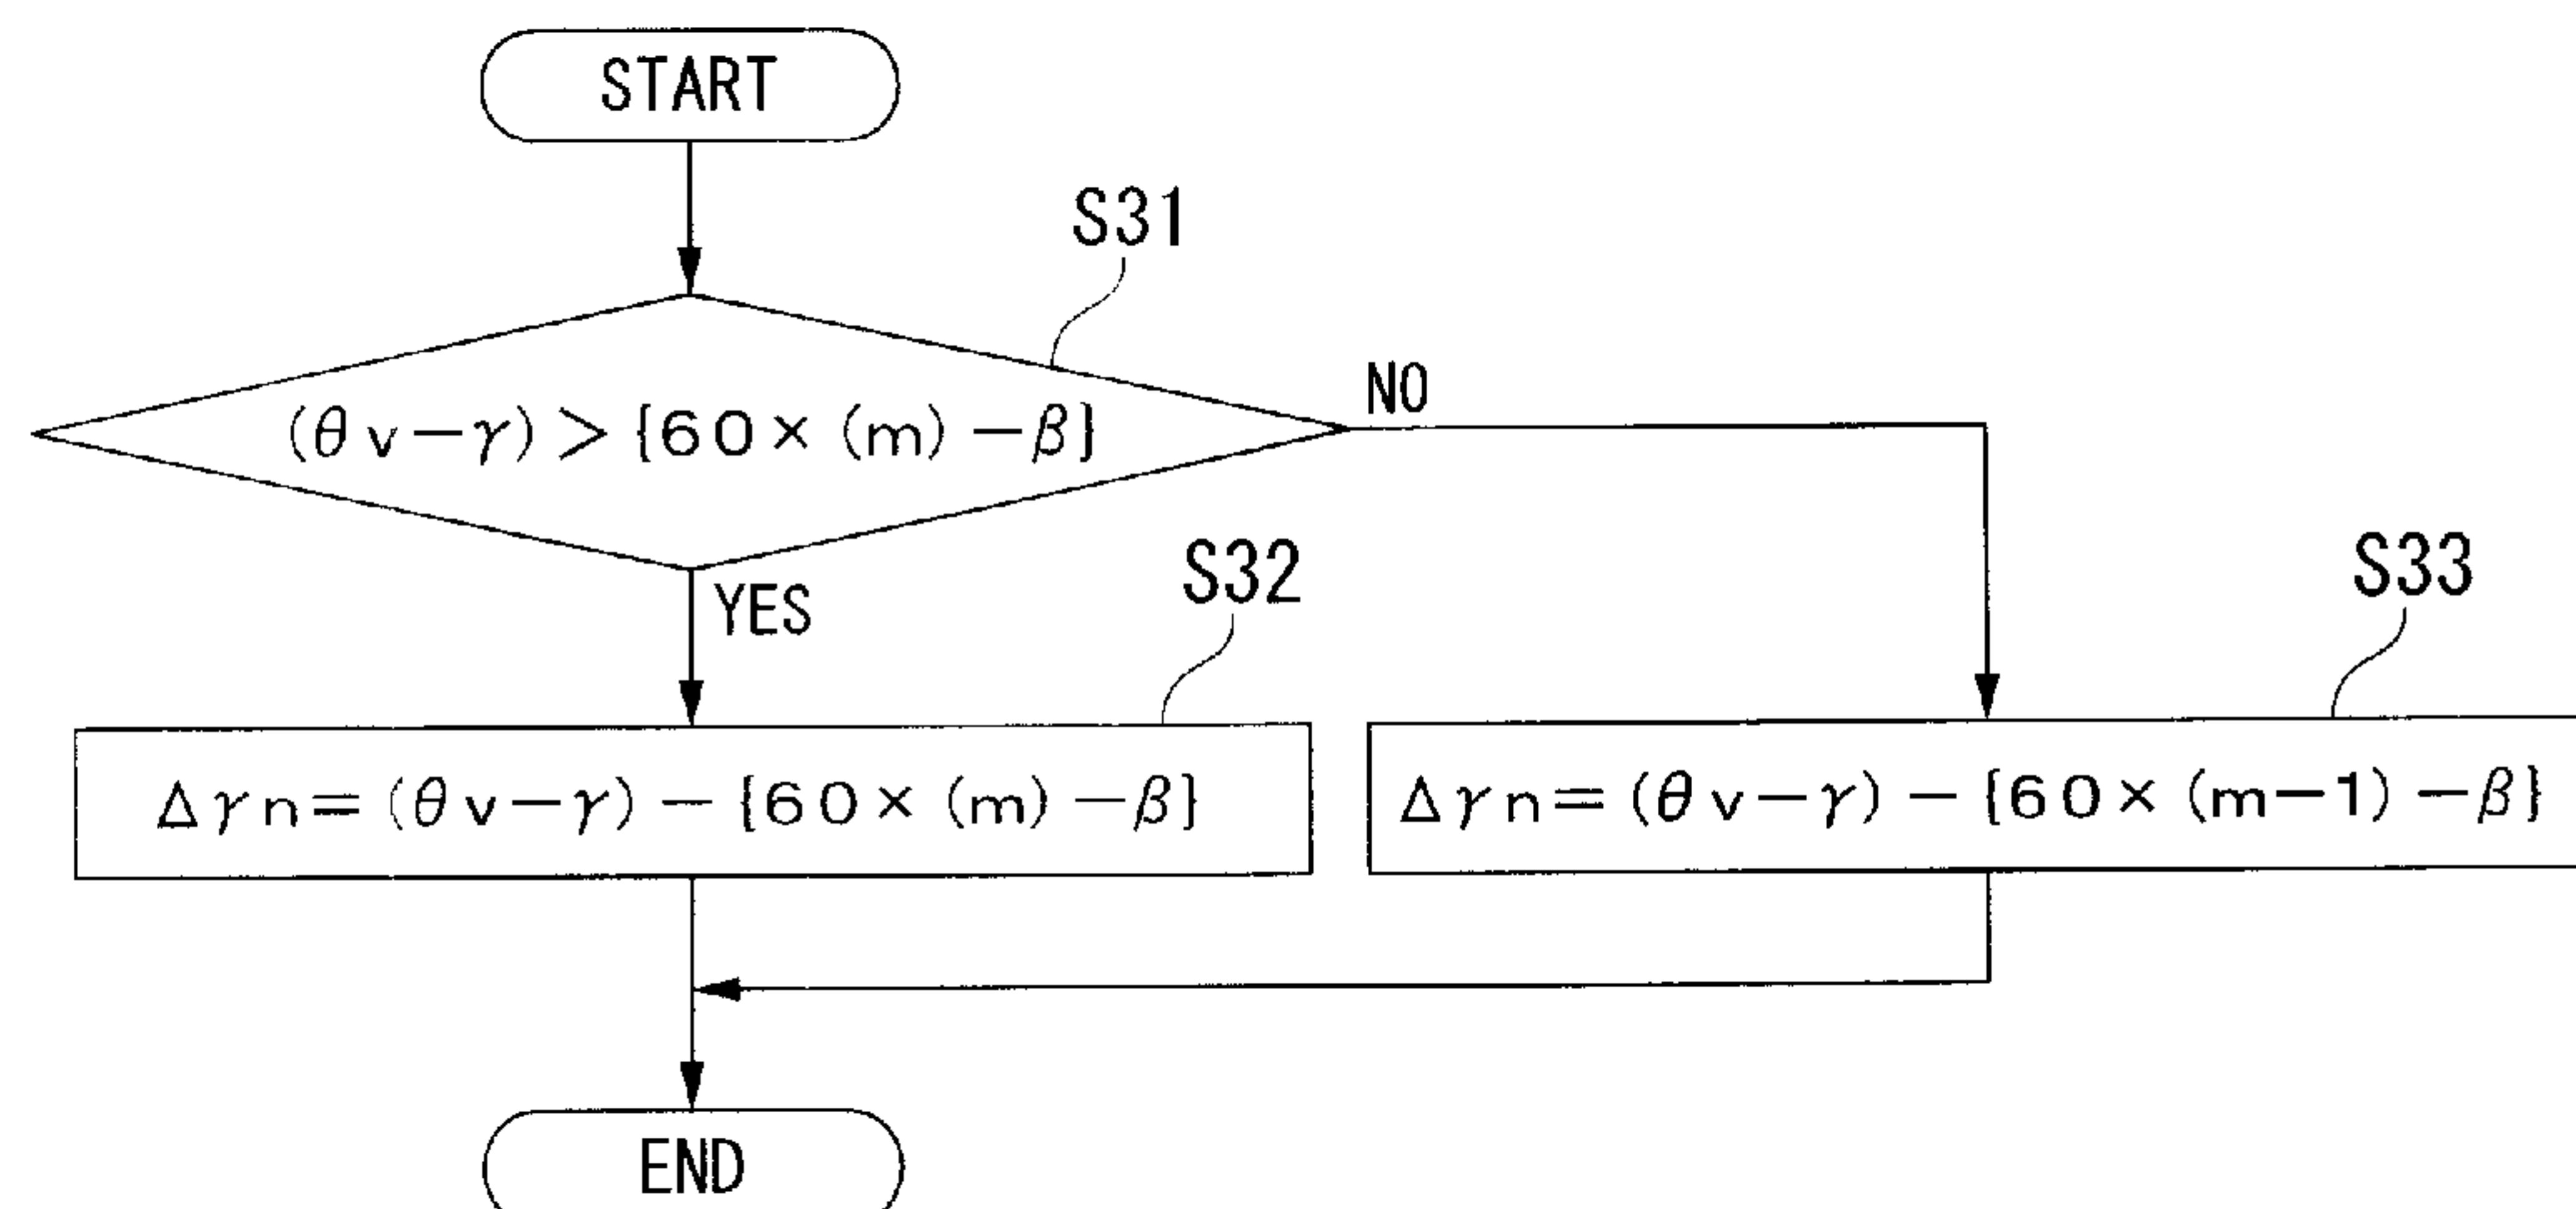 START
S31
(θv−γ)>{60×(m)−β}
NO
YES
S32
S33
Δγn=(θv−γ)−{60×(m)−β}
Δγn=(θv−γ)−{60×(m−1)−β}
END